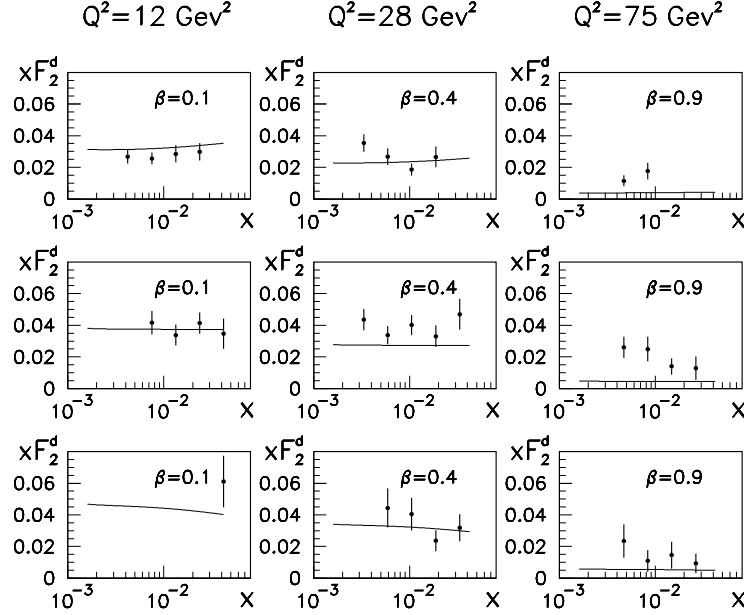 Q²=12 Gev² Q²=28 Gev² Q²=75 Gev²
xF₂ᵈ xF₂ᵈ xF₂ᵈ
β=0.1 β=0.4 β=0.9
0.06 0.06 0.06
0.04 0.04 0.04
0.02 0.02 0.02
0 0 0
10⁻³ 10⁻² X 10⁻³ 10⁻² X 10⁻³ 10⁻² X
xF₂ᵈ xF₂ᵈ xF₂ᵈ
β=0.1 β=0.4 β=0.9
0.06 0.06 0.06
0.04 0.04 0.04
0.02 0.02 0.02
0 0 0
10⁻³ 10⁻² X 10⁻³ 10⁻² X 10⁻³ 10⁻² X
xF₂ᵈ xF₂ᵈ xF₂ᵈ
β=0.1 β=0.4 β=0.9
0.06 0.06 0.06
0.04 0.04 0.04
0.02 0.02 0.02
0 0 0
10⁻³ 10⁻² X 10⁻³ 10⁻² X 10⁻³ 10⁻² X